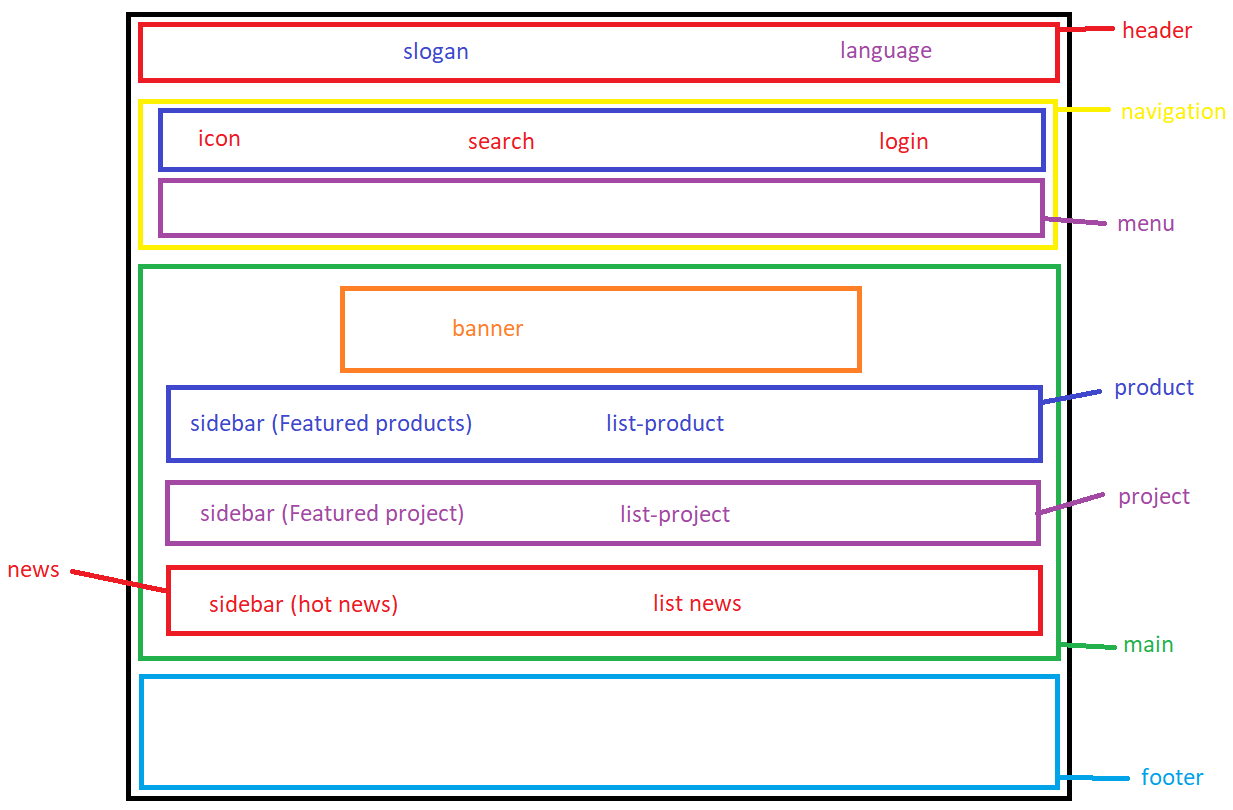 slogan
language
header
navigation
icon
search
login
menu
banner
product
sidebar (Featured products)
list-product
project
sidebar (Featured project)
list-project
news
sidebar (hot news)
list news
main
footer